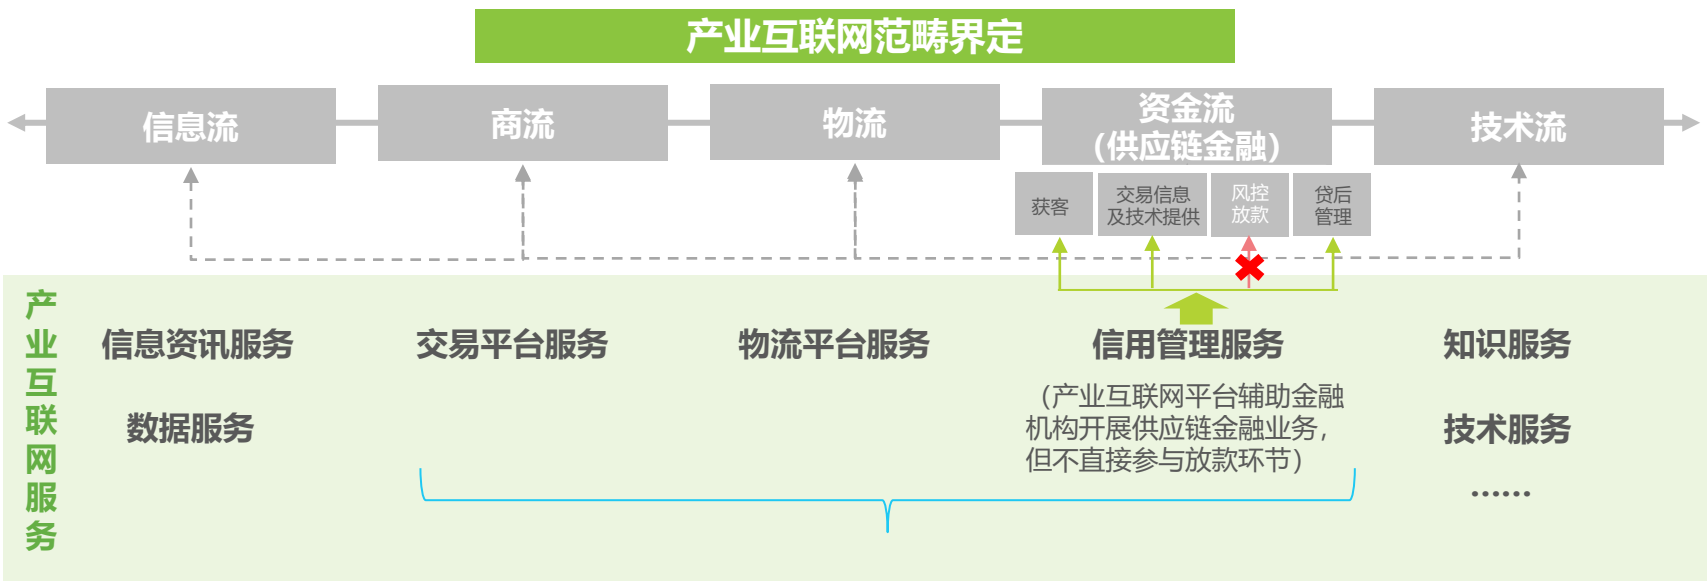 产业互联网范畴界定
信息流
商流
物流
资金流
（供应链金融）
技术流
获客
交易信息
及技术提供
风控
放款
贷后
管理
产业互联网服务
信息资讯服务
交易平台服务
物流平台服务
信用管理服务
知识服务
数据服务
（产业互联网平台辅助金融
机构开展供应链金融业务，
但不直接参与放款环节）
技术服务
......